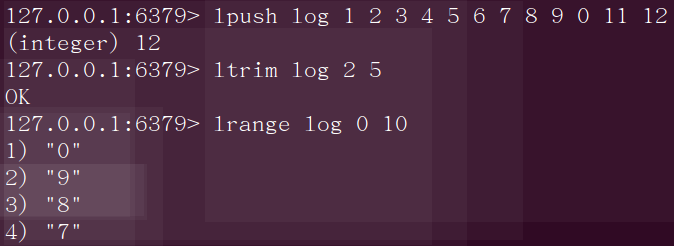 127.0.0.1:6379> lpush log 1 2 3 4 5 6 7 8 9 0 11 12
(integer) 12
127.0.0.1:6379> ltrim log 2 5
OK
127.0.0.1:6379> lrange log 0 10
1) "0"
2) "9"
3) "8"
4) "7"